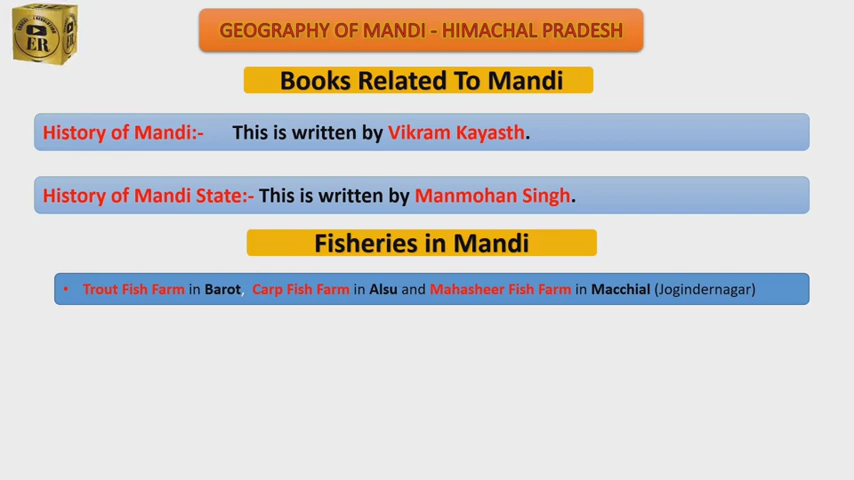 ER
GEOGRAPHY OF MANDI - HIMACHAL PRADESH
Books Related To Mandi
History of Mandi:- This is written by Vikram Kayasth.
History of Mandi State:- This is written by Manmohan Singh.
Fisheries in Mandi
• Trout Fish Farm in Barot, Carp Fish Farm in Alsu and Mahasheer Fish Farm in Macchial (Jogindernagar)